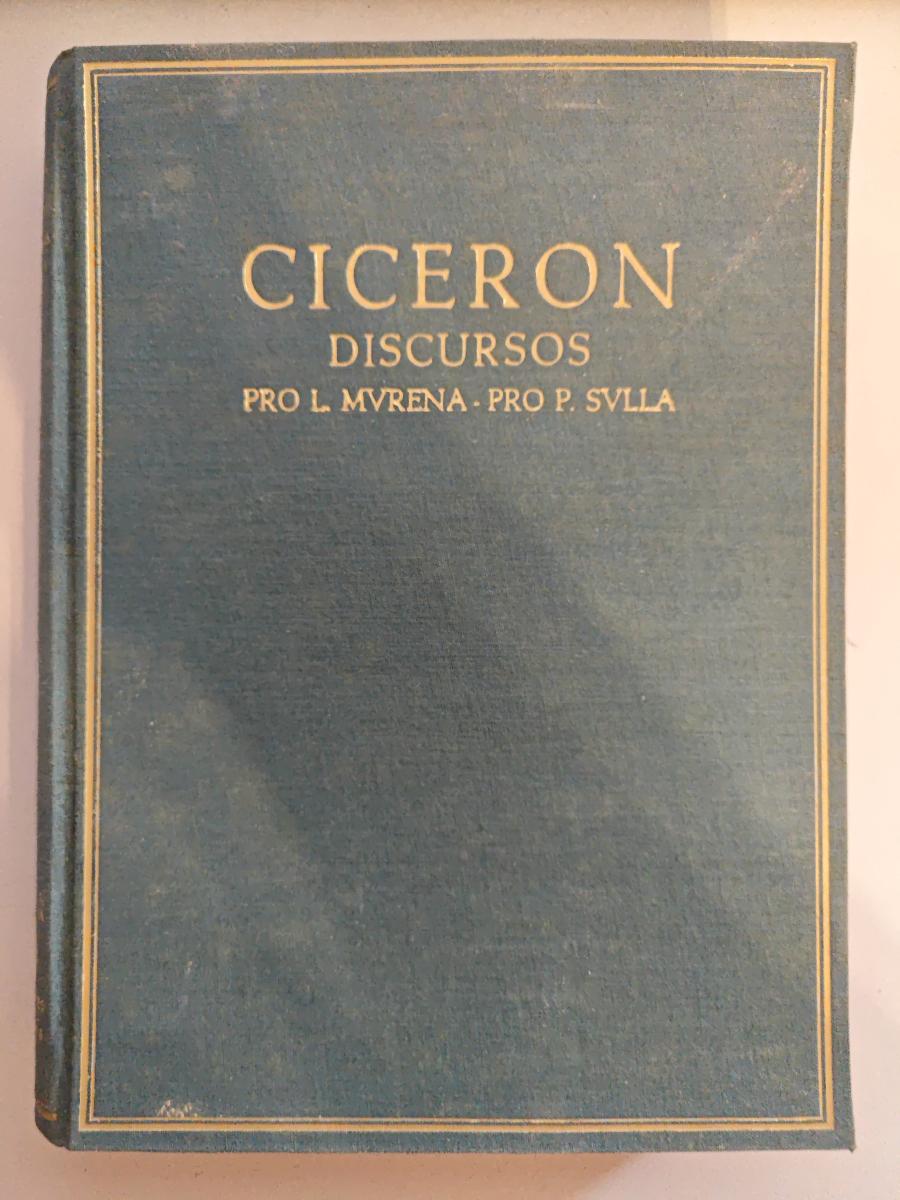 CICERON
DISCURSOS
PRO L. MVRENA · PRO P. SVLLA